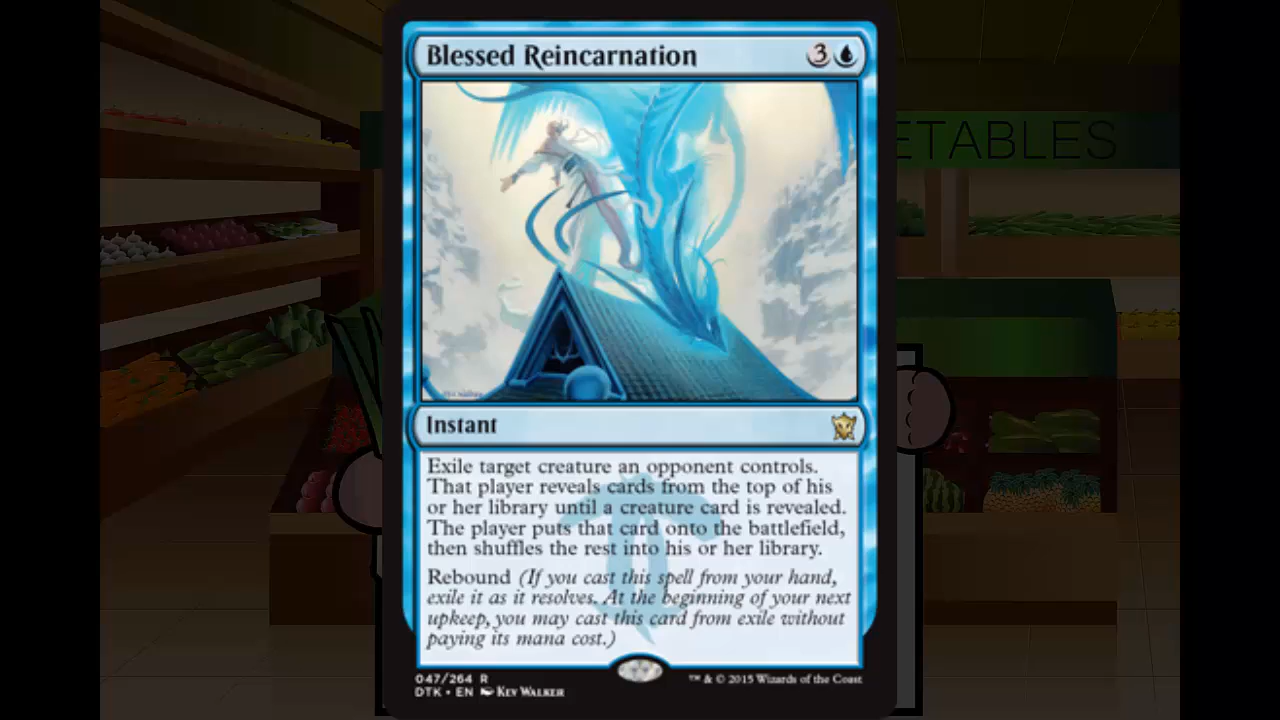 Blessed Reincarnation 3
ETABLES
Instant
Exile target creature an opponent controls.
That player reveals cards from the top of his
or her library until a creature card is revealed.
The player puts that card onto the battlefield,
then shuffles the rest into his or her library.
Rebound (If you cast this spell from your hand,
exile it as it resolves. At the beginning of your next
upkeep, you may cast this card from exile without
paying its mana cost.)
047/264 R
DTK • EN Kev Walker
™ & © 2015 Wizards of the Coast